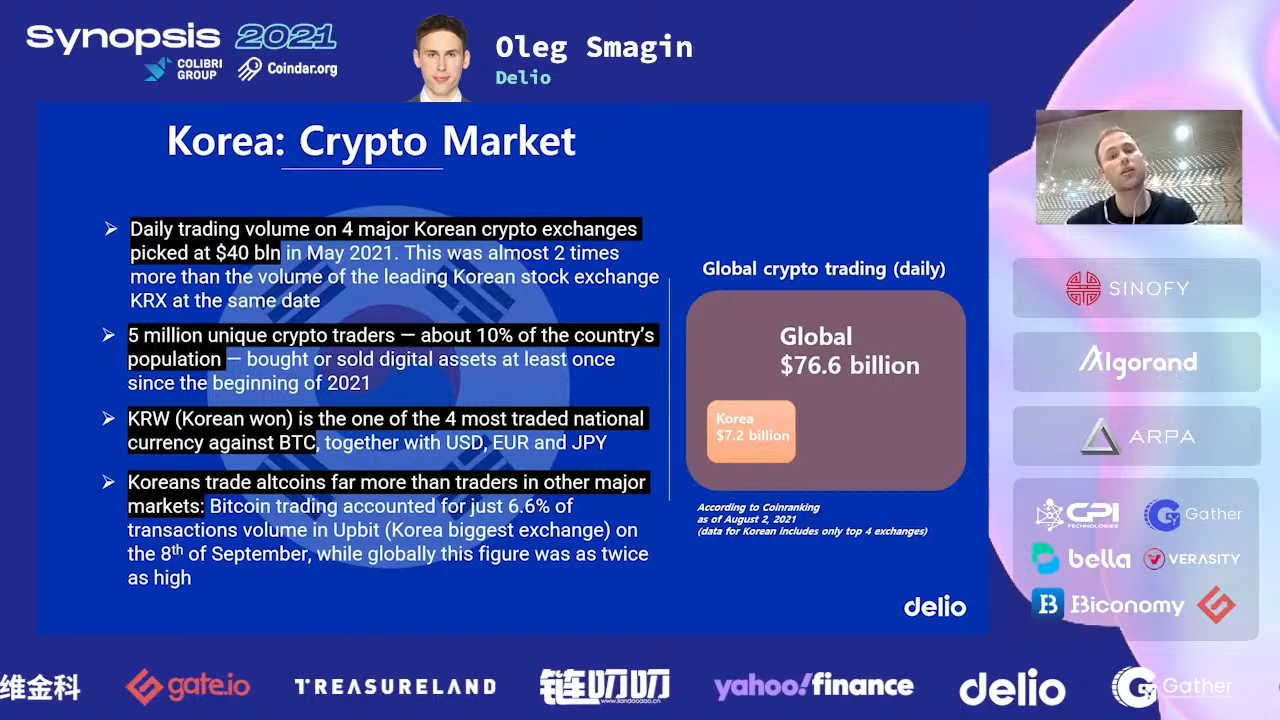 Synopsis 2021
COLIBRI
GROUP
Coindar.org
Oleg Smagin
Delio
Korea: Crypto Market
Daily trading volume on 4 major Korean crypto exchanges
picked at $40 bln in May 2021. This was almost 2 times
more than the volume of the leading Korean stock exchange
KRX at the same date
5 million unique crypto traders — about 10% of the country's
population — bought or sold digital assets at least once
since the beginning of 2021
KRW (Korean won) is the one of the 4 most traded national
currency against BTC, together with USD, EUR and JPY
Koreans trade altcoins far more than traders in other major
markets: Bitcoin trading accounted for just 6.6% of
transactions volume in Upbit (Korea biggest exchange) on
the 8th of September, while globally this figure was as twice
as high
Global crypto trading (daily)
Global
$76.6 billion
Korea
$7.2 billion
According to Coinranking
as of August 2, 2021
(data for Korean includes only top 4 exchanges)
delio
SINOFY
Algorand
ARPA
CPI
TECHNOLOGIES
Gather
bella
VERASITY
Biconomy
维金科
gate.io
TREASURELAND
链叨叨
www.liandaodao.cn
yahoo!finance
delio
Gather